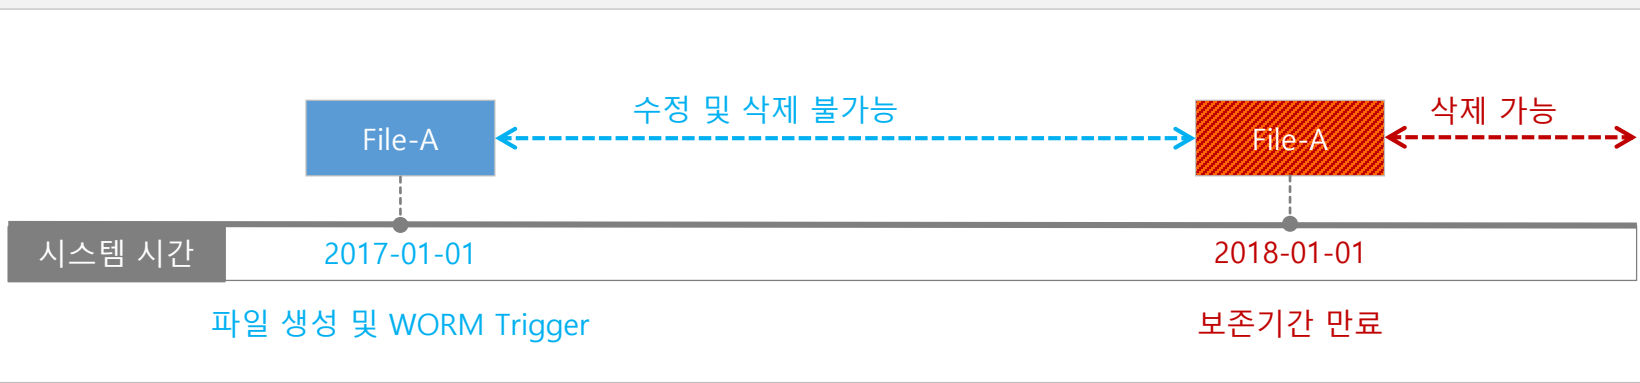 수정 및 삭제 불가능
삭제 가능
File-A
File-A
시스템 시간
2017-01-01
2018-01-01
파일 생성 및 WORM Trigger
보존기간 만료